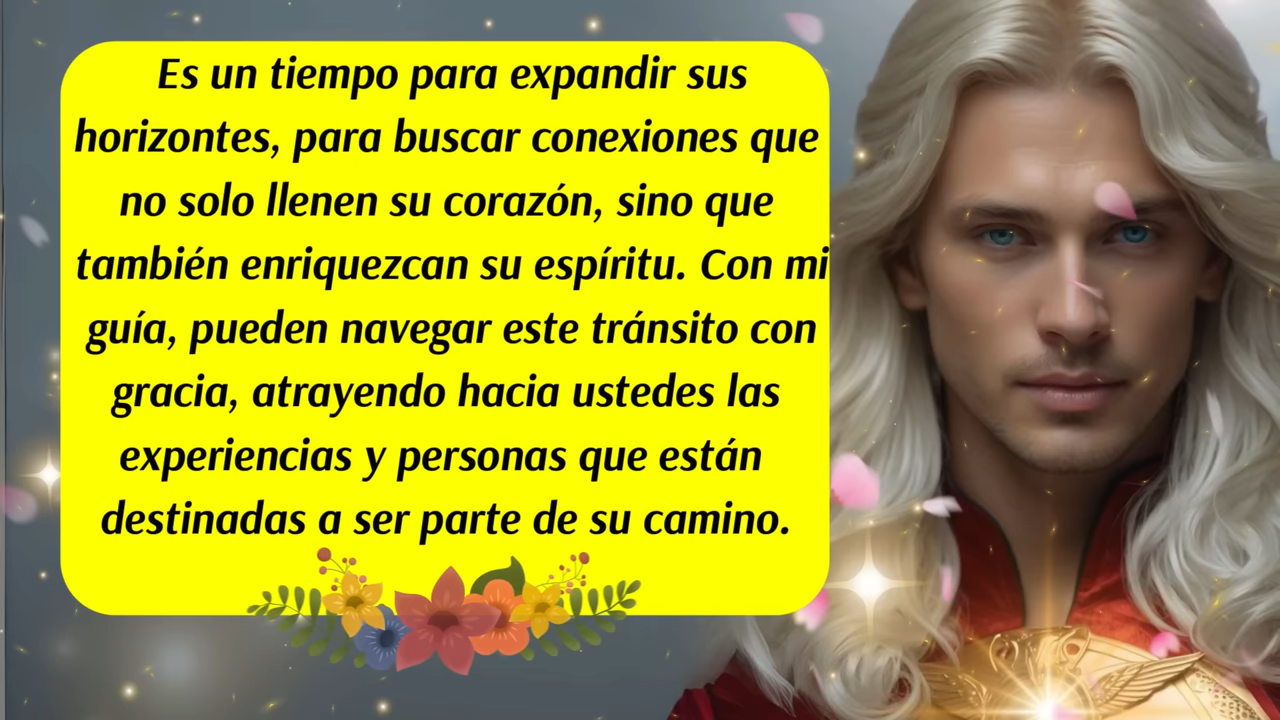 Es un tiempo para expandir sus
horizontes, para buscar conexiones que
no solo llenen su corazón, sino que
también enriquezcan su espíritu. Con mi
guía, pueden navegar este tránsito con
gracia, atrayendo hacia ustedes las
experiencias y personas que están
destinadas a ser parte de su camino.